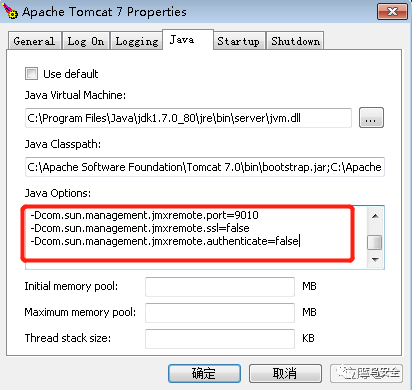 Apache Tomcat 7 Properties
General Log On Logging Java Startup Shutdown
Use default
Java Virtual Machine:
C:\Program Files\Java\jdk1.7.0_80\jre\bin\server\jvm.dll
...
Java Classpath:
C:\Apache Software Foundation\Tomcat 7.0\bin\bootstrap.jar;C:\Apache
Java Options:
-Dcom.sun.management.jmxremote.port=9010
-Dcom.sun.management.jmxremote.ssl=false
-Dcom.sun.management.jmxremote.authenticate=false
Initial memory pool: MB
Maximum memory pool: MB
Thread stack size: KB
确定 取消
安全